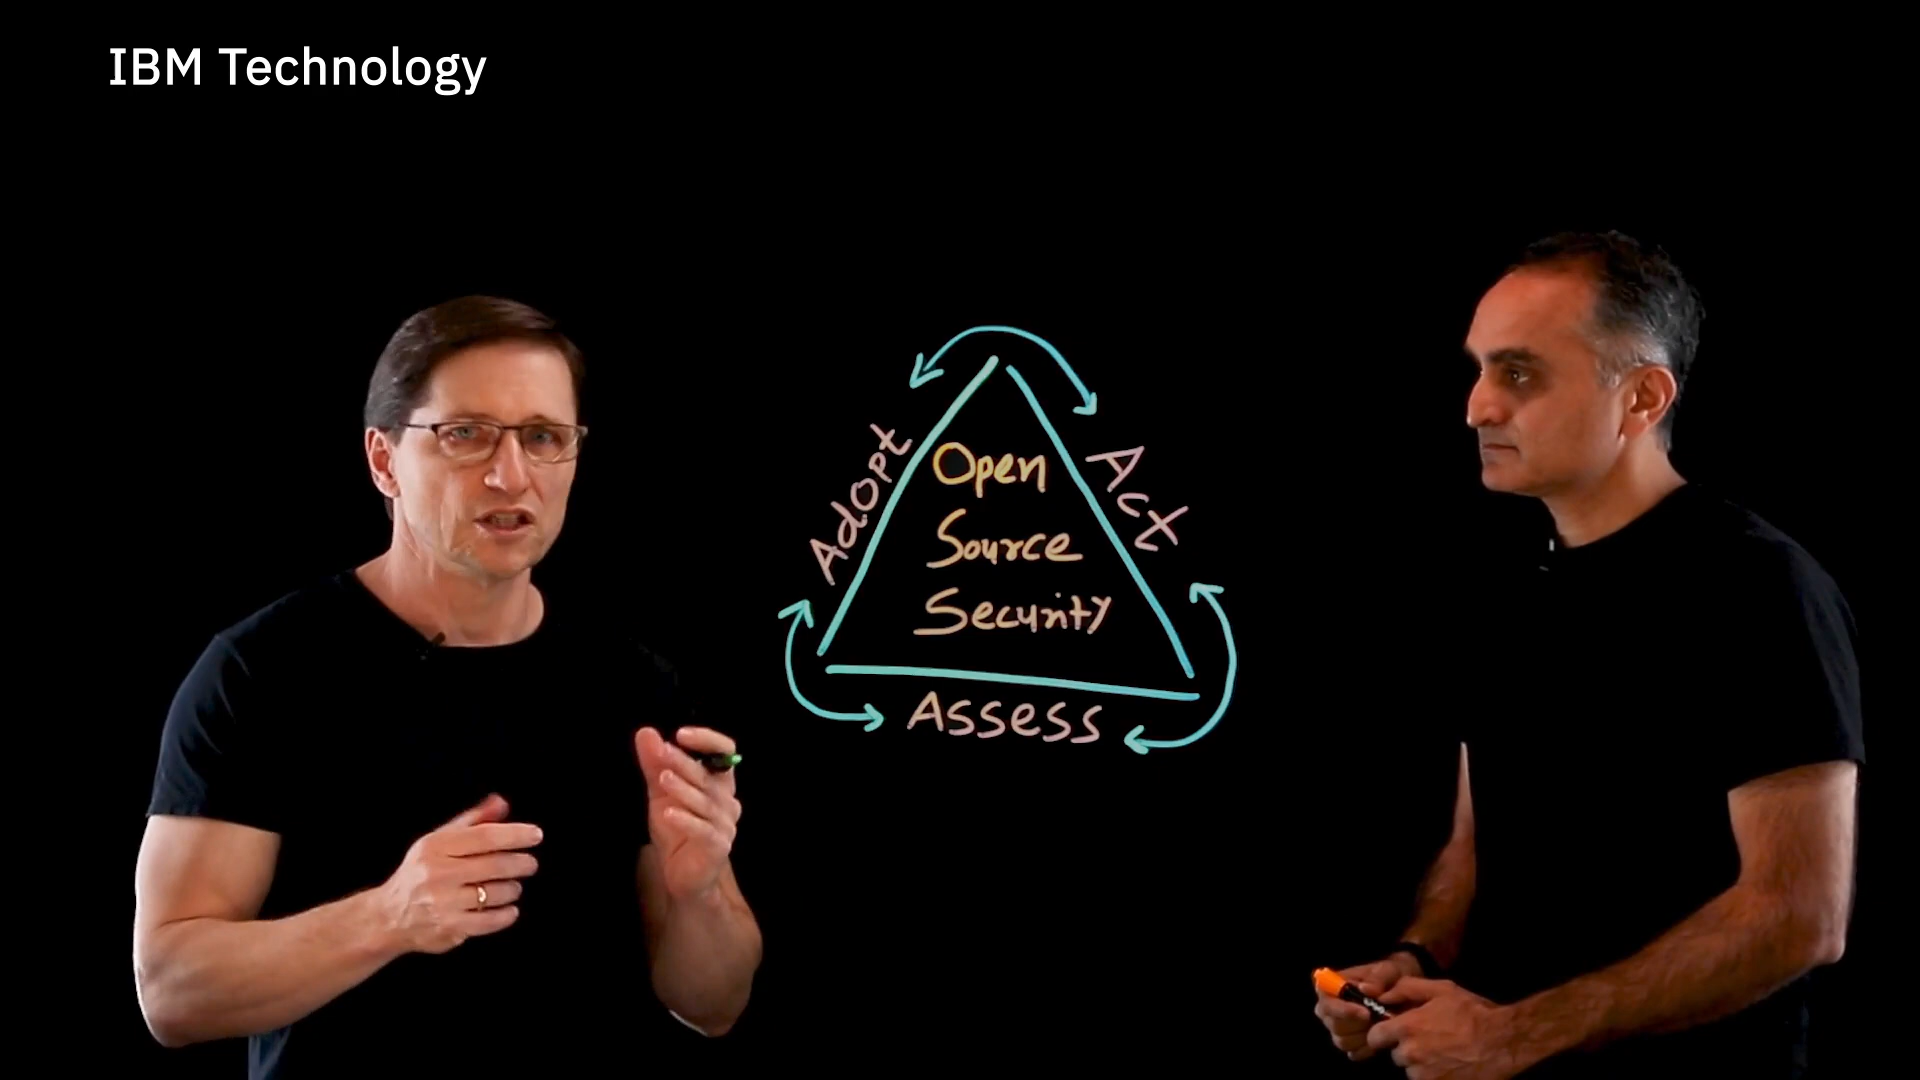 IBM Technology
Adopt
Open
Source
Security
Act
Assess